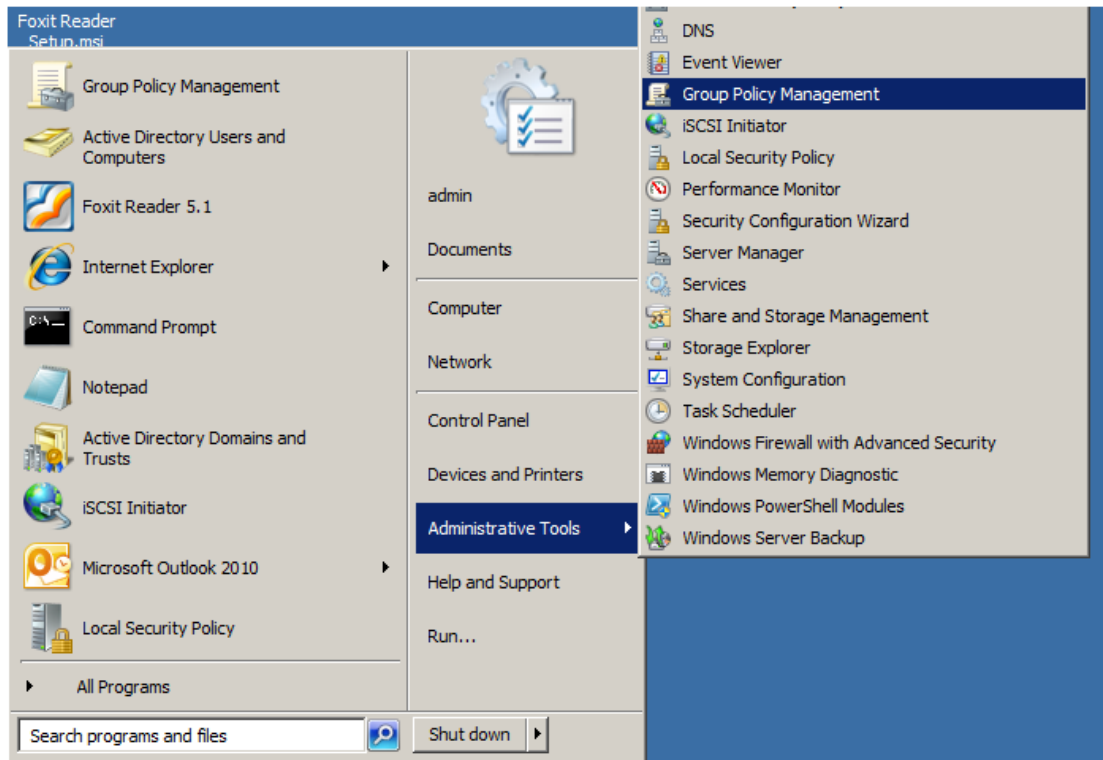 Foxit Reader
Setup.msi
Group Policy Management
Active Directory Users and
Computers
Foxit Reader 5.1
Internet Explorer
C:\
Command Prompt
Notepad
Active Directory Domains and
Trusts
iSCSI Initiator
Microsoft Outlook 2010
Local Security Policy
All Programs
Search programs and files
admin
Documents
Computer
Network
Control Panel
Devices and Printers
Administrative Tools
Help and Support
Run...
Shut down
DNS
Event Viewer
Group Policy Management
iSCSI Initiator
Local Security Policy
Performance Monitor
Security Configuration Wizard
Server Manager
Services
Share and Storage Management
Storage Explorer
System Configuration
Task Scheduler
Windows Firewall with Advanced Security
Windows Memory Diagnostic
Windows PowerShell Modules
Windows Server Backup